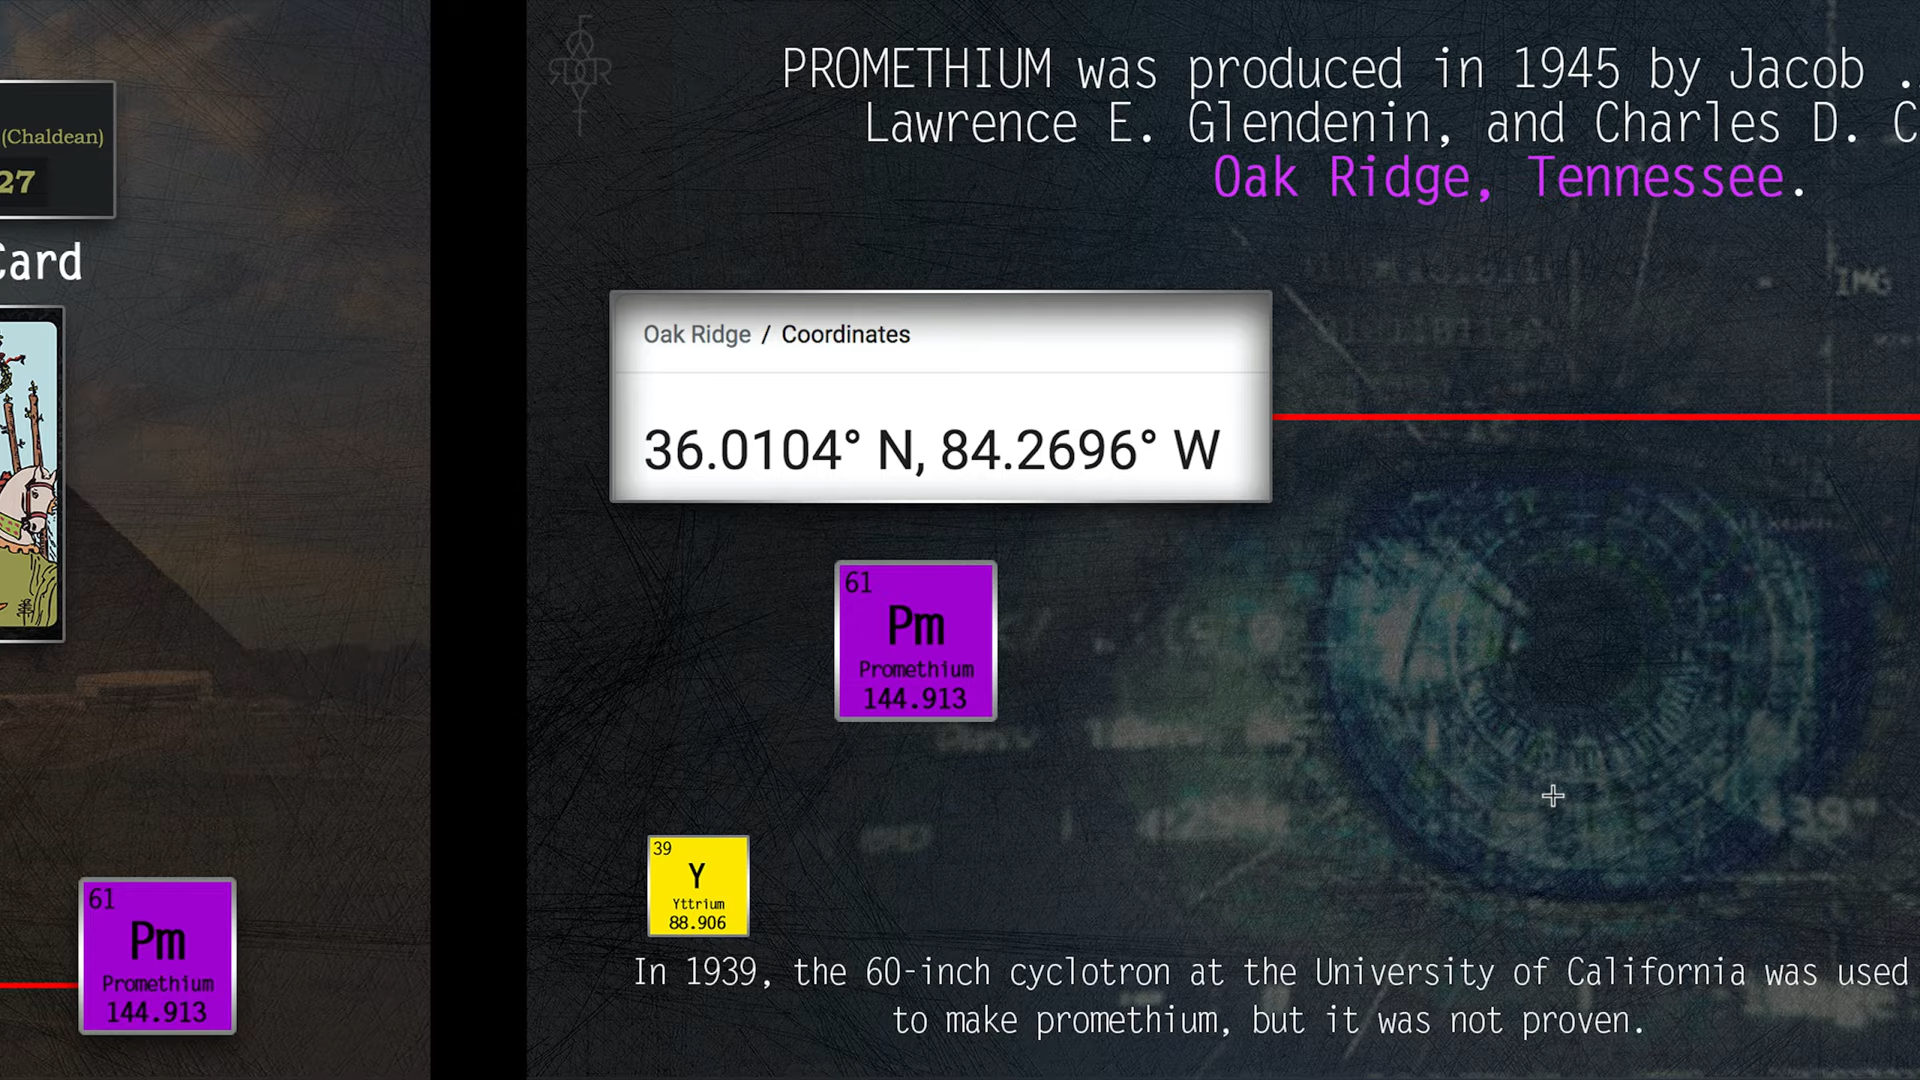 (Chaldean)
27
Card
61
Pm
Promethium
144.913
PROMETHIUM was produced in 1945 by Jacob ..
Lawrence E. Glendenin, and Charles D. C
Oak Ridge, Tennessee.
Oak Ridge / Coordinates
36.0104° N, 84.2696° W
61
Pm
Promethium
144.913
IMG
39
Y
Yttrium
88.906
In 1939, the 60-inch cyclotron at the University of California was used
to make promethium, but it was not proven.